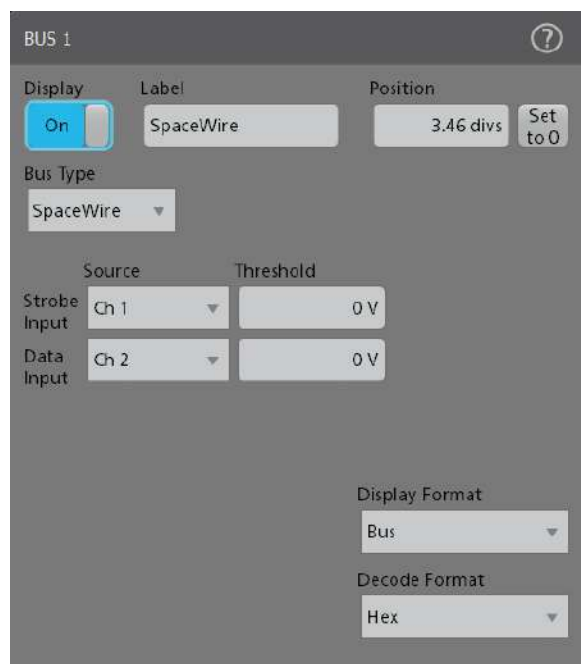 BUS 1 ?
Display Label Position
On SpaceWire 3.46 divs Set to 0
Bus Type
SpaceWire
Source Threshold
Strobe Input Ch 1 0 V
Data Input Ch 2 0 V
Display Format
Bus
Decode Format
Hex